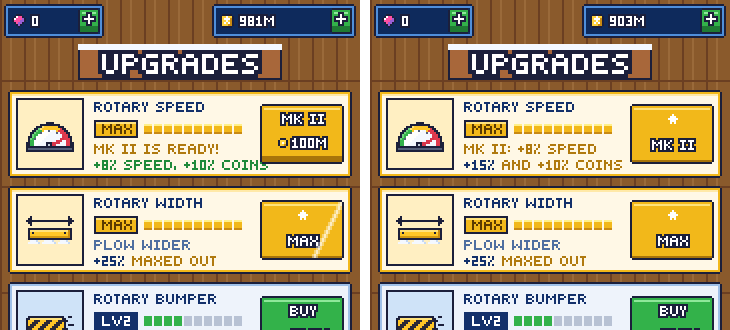 0
981M
UPGRADES
ROTARY SPEED
MAX
MK II IS READY!
+8% SPEED, +10% COINS
MK II
100M
ROTARY WIDTH
MAX
PLOW WIDER
+25% MAXED OUT
MAX
ROTARY BUMPER
LV2
BUY
0
903M
UPGRADES
ROTARY SPEED
MAX
MK II: +8% SPEED
+15% AND +10% COINS
MK II
ROTARY WIDTH
MAX
PLOW WIDER
+25% MAXED OUT
MAX
ROTARY BUMPER
LV2
BUY